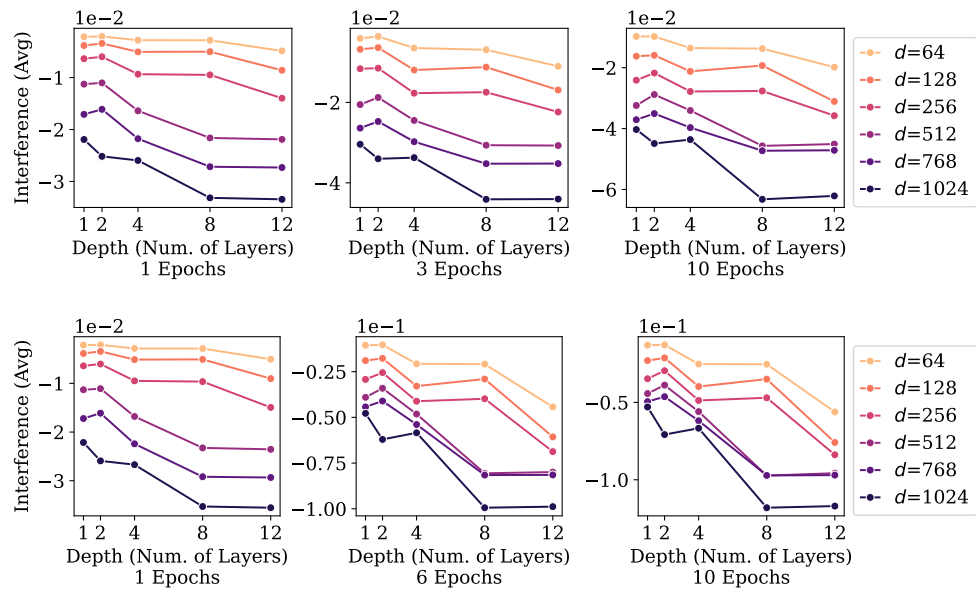 1e−2
1e−2
1e−2
Interference (Avg)
−1
−2
−3
−2
−4
−2
−4
−6
1 2 4 8 12
1 2 4 8 12
1 2 4 8 12
Depth (Num. of Layers)
1 Epochs
Depth (Num. of Layers)
3 Epochs
Depth (Num. of Layers)
10 Epochs
d=64
d=128
d=256
d=512
d=768
d=1024
1e−2
1e−1
1e−1
Interference (Avg)
−1
−2
−3
−0.25
−0.50
−0.75
−1.00
−0.5
−1.0
1 2 4 8 12
1 2 4 8 12
1 2 4 8 12
Depth (Num. of Layers)
1 Epochs
Depth (Num. of Layers)
6 Epochs
Depth (Num. of Layers)
10 Epochs
d=64
d=128
d=256
d=512
d=768
d=1024